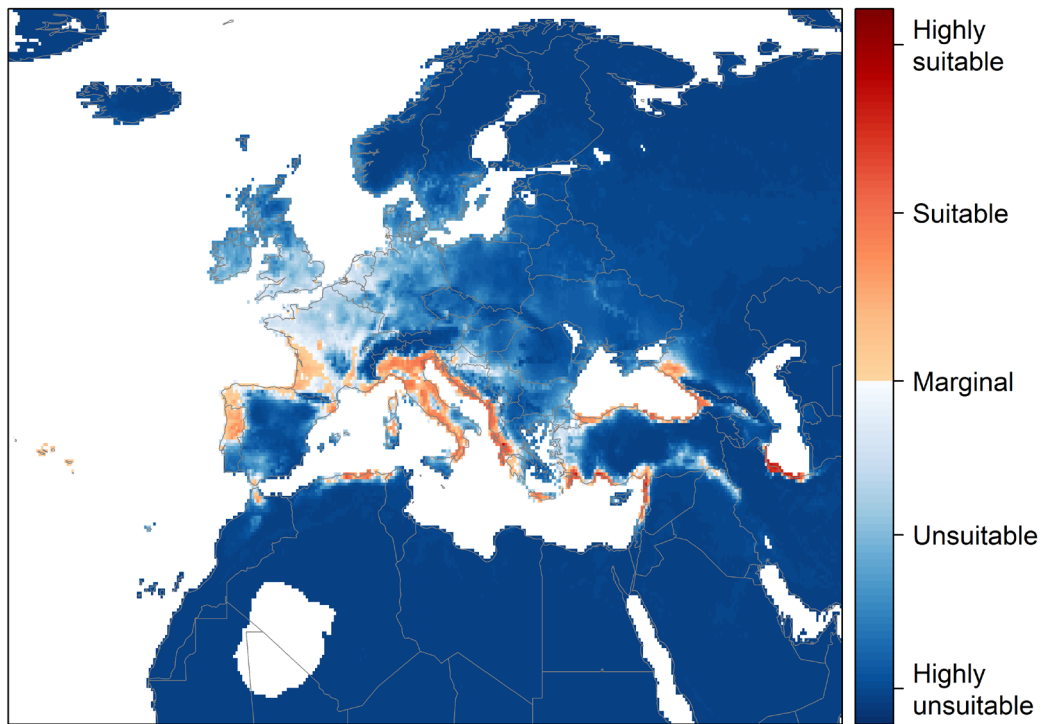 Highly
suitable
Suitable
Marginal
Unsuitable
Highly
unsuitable